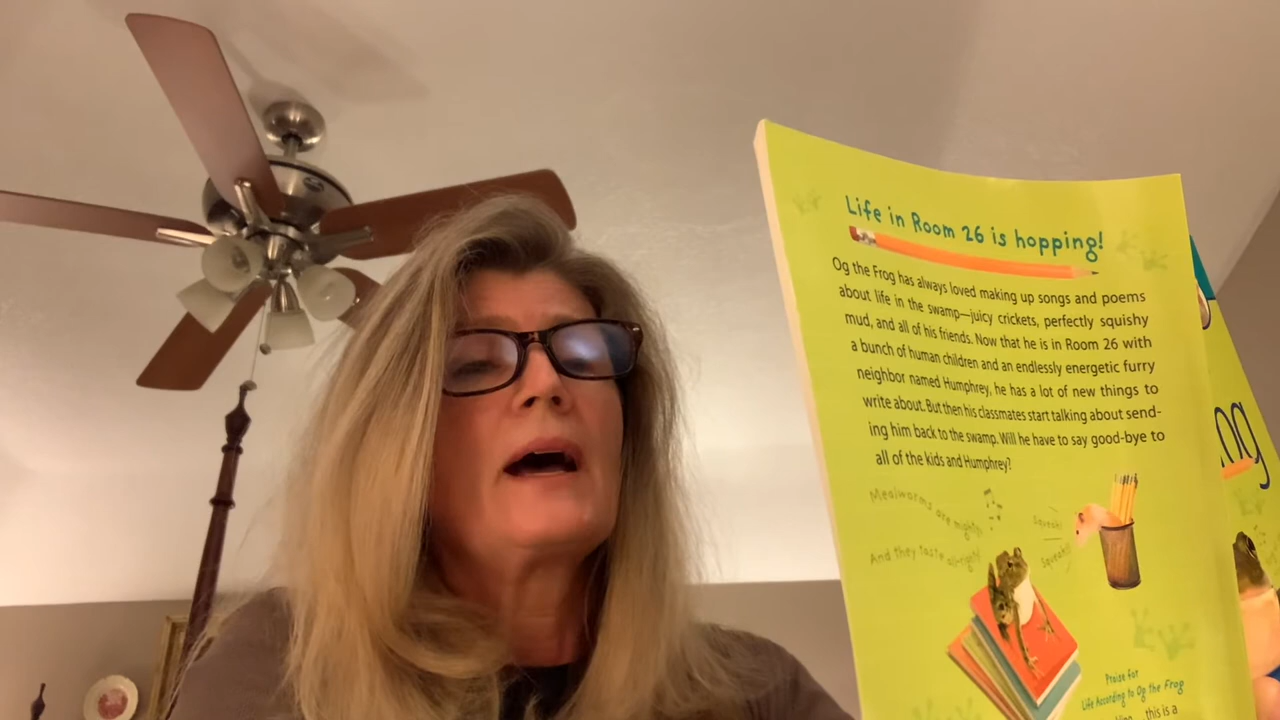 Life in Room 26 is hopping!
Og the Frog has always loved making up songs and poems
about life in the swamp—juicy crickets, perfectly squishy
mud, and all of his friends. Now that he is in Room 26 with
a bunch of human children and an endlessly energetic furry
neighbor named Humphrey, he has a lot of new things to
write about. But then his classmates start talking about send-
ing him back to the swamp. Will he have to say good-bye to
all of the kids and Humphrey?
Mealworms are mighty
And they taste all-right!
Squeak!
Squeak!
Praise for
Life According to Og the Frog
this is a